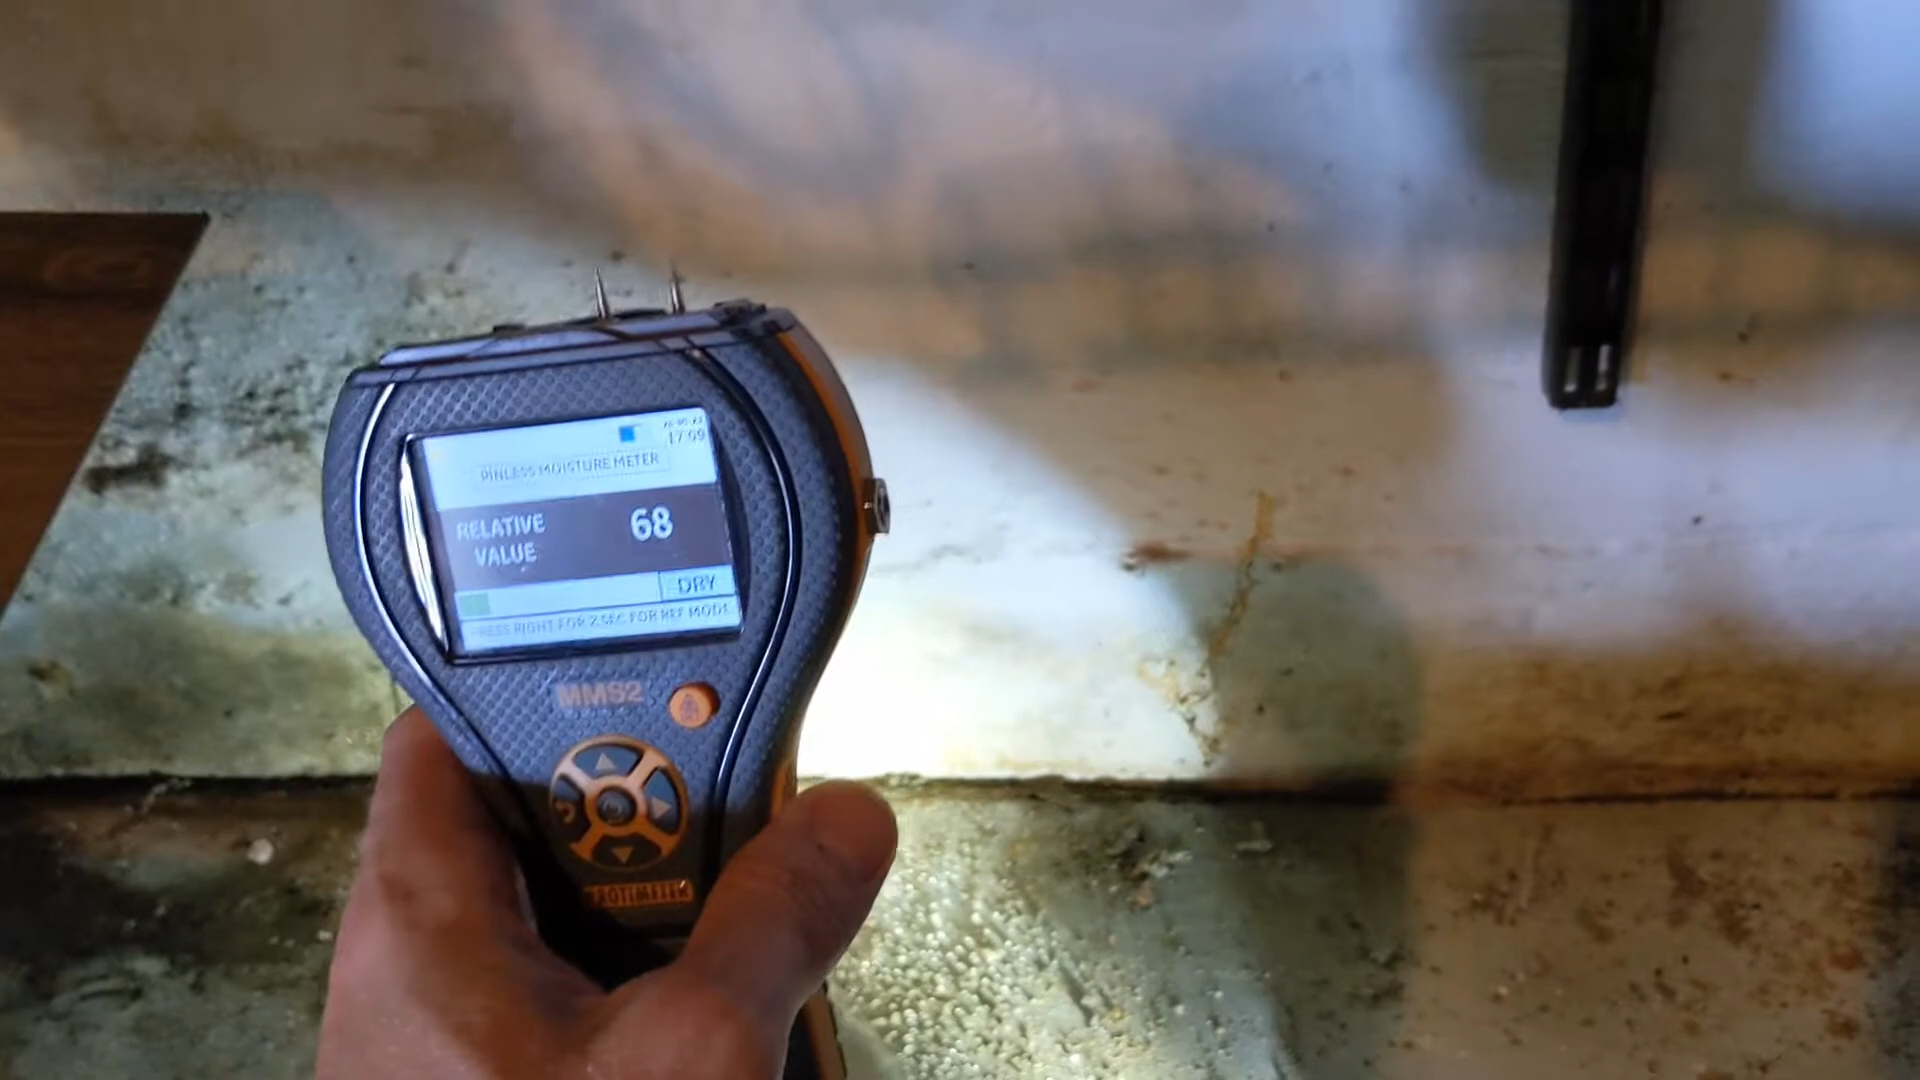 17:09
PINLESS MOISTURE METER
RELATIVE
VALUE
68
DRY
PRESS RIGHT FOR 2 SEC FOR REF MODE
MMS2
PROTIMETER